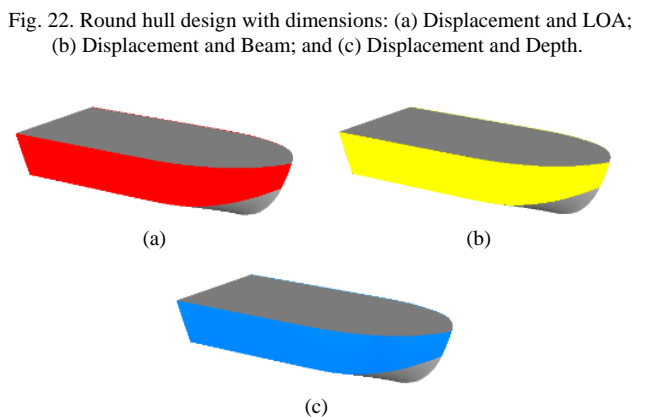 Fig. 22. Round hull design with dimensions: (a) Displacement and LOA;
(b) Displacement and Beam; and (c) Displacement and Depth.
(a)
(b)
(c)